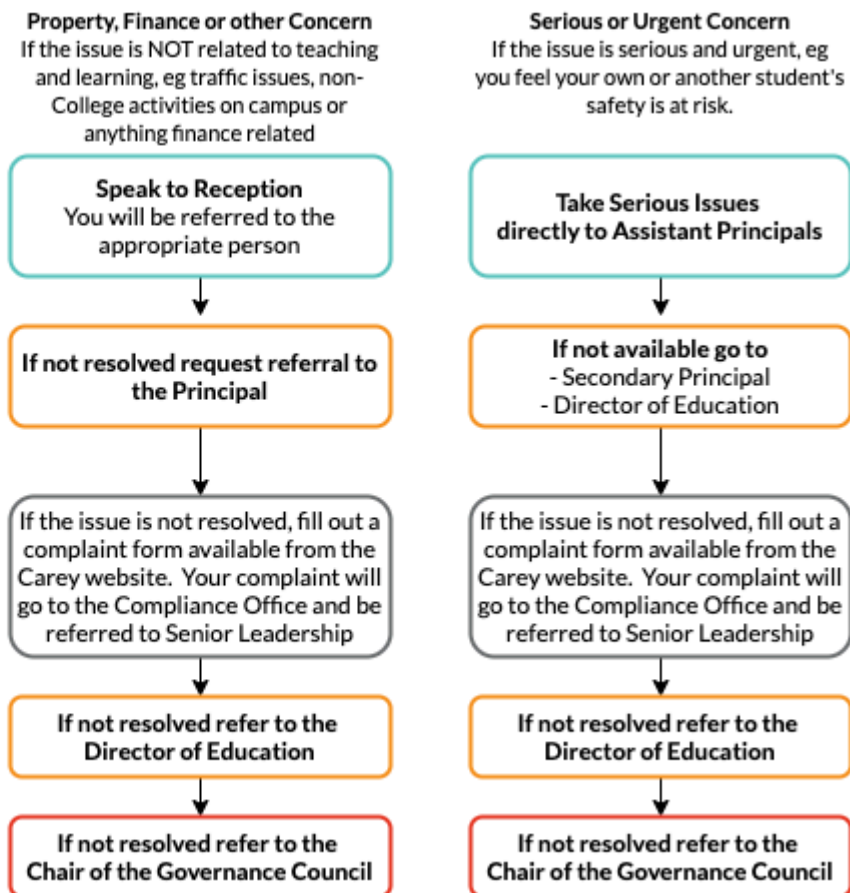 Property, Finance or other Concern
If the issue is NOT related to teaching
and learning, eg traffic issues, non-
College activities on campus or
anything finance related
Speak to Reception
You will be referred to the
appropriate person
If not resolved request referral to
the Principal
If the issue is not resolved, fill out a
complaint form available from the
Carey website. Your complaint will
go to the Compliance Office and be
referred to Senior Leadership
If not resolved refer to the
Director of Education
If not resolved refer to the
Chair of the Governance Council
Serious or Urgent Concern
If the issue is serious and urgent, eg
you feel your own or another student's
safety is at risk.
Take Serious Issues
directly to Assistant Principals
If not available go to
- Secondary Principal
- Director of Education
If the issue is not resolved, fill out a
complaint form available from the
Carey website. Your complaint will
go to the Compliance Office and be
referred to Senior Leadership
If not resolved refer to the
Director of Education
If not resolved refer to the
Chair of the Governance Council